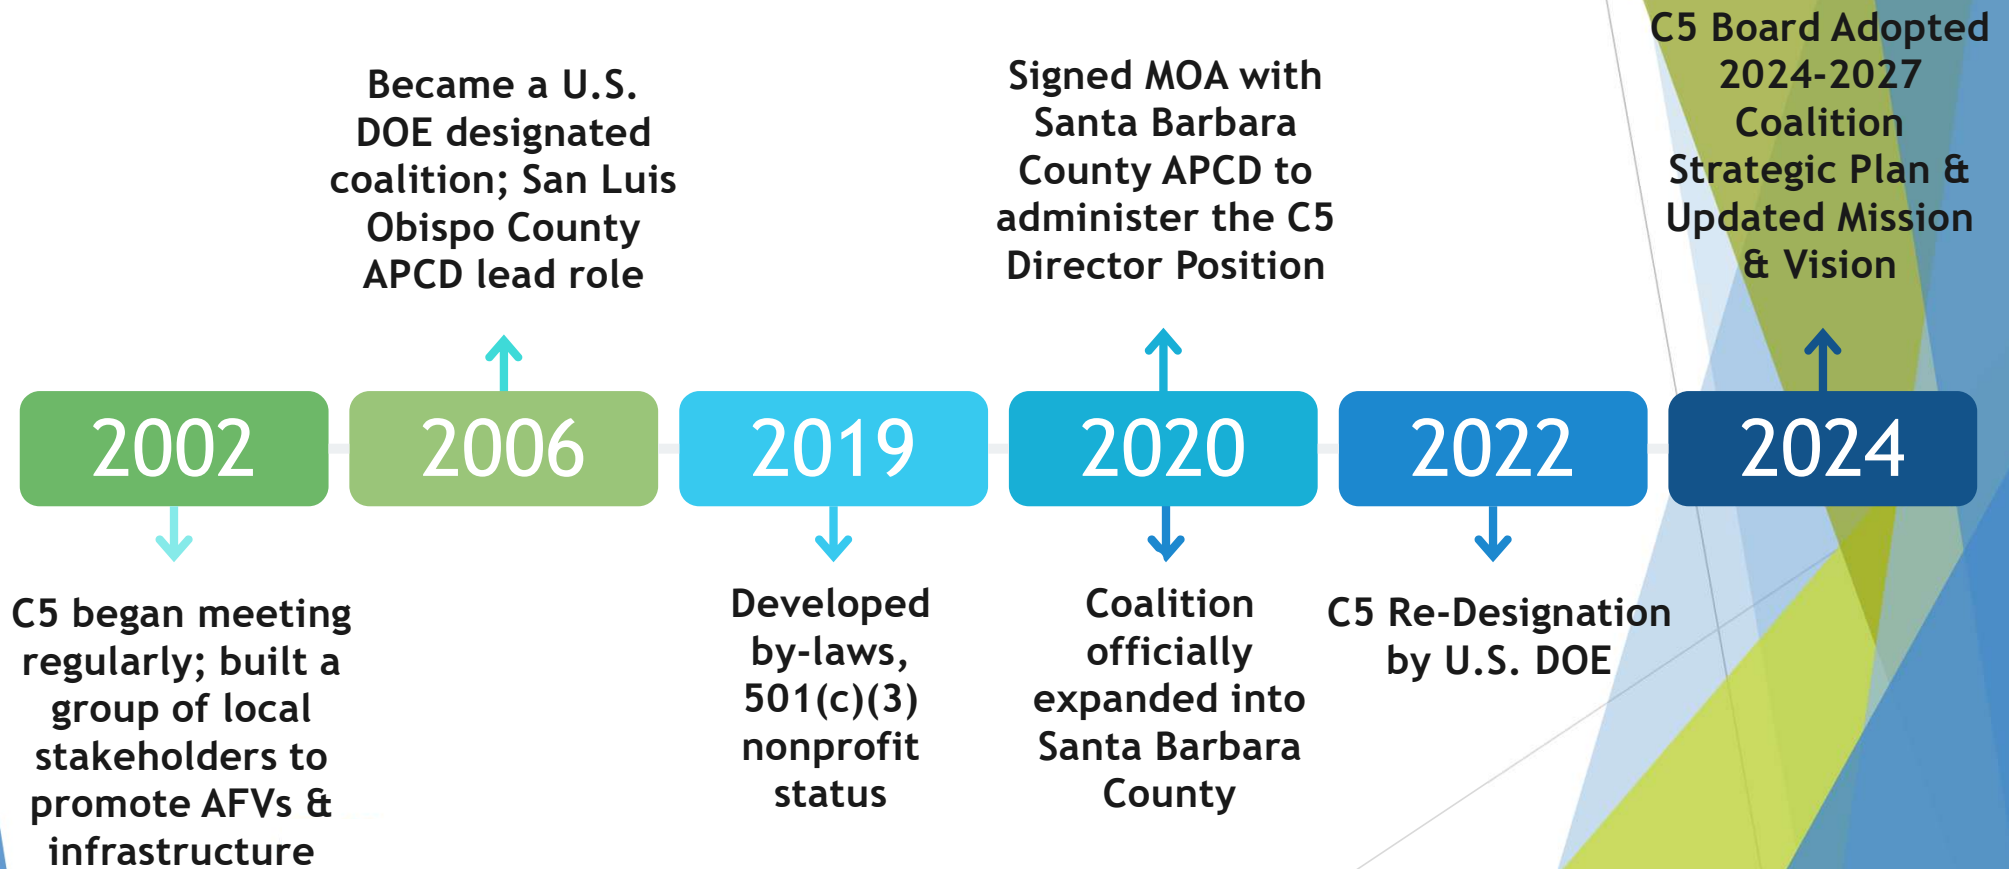 2002
C5 began meeting
regularly; built a
group of local
stakeholders to
promote AFVs &
infrastructure
Became a U.S.
DOE designated
coalition; San Luis
Obispo County
APCD lead role
2006
2019
Developed
by-laws,
501(c)(3)
nonprofit
status
Signed MOA with
Santa Barbara
County APCD to
administer the C5
Director Position
2020
Coalition
officially
expanded into
Santa Barbara
County
2022
C5 Re-Designation
by U.S. DOE
C5 Board Adopted
2024-2027
Coalition
Strategic Plan &
Updated Mission
& Vision
2024